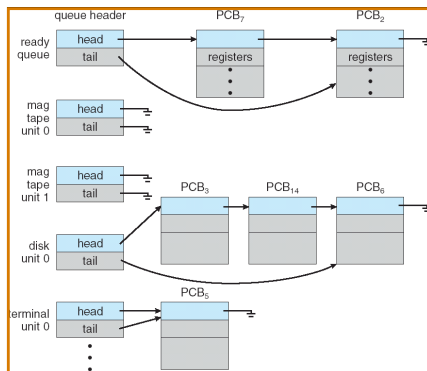 queue header PCB7 PCB2
ready queue
head
tail
registers
registers
mag tape unit 0
head
tail
mag tape unit 1
head
tail
PCB3 PCB14 PCB6
disk unit 0
head
tail
PCB5
terminal unit 0
head
tail